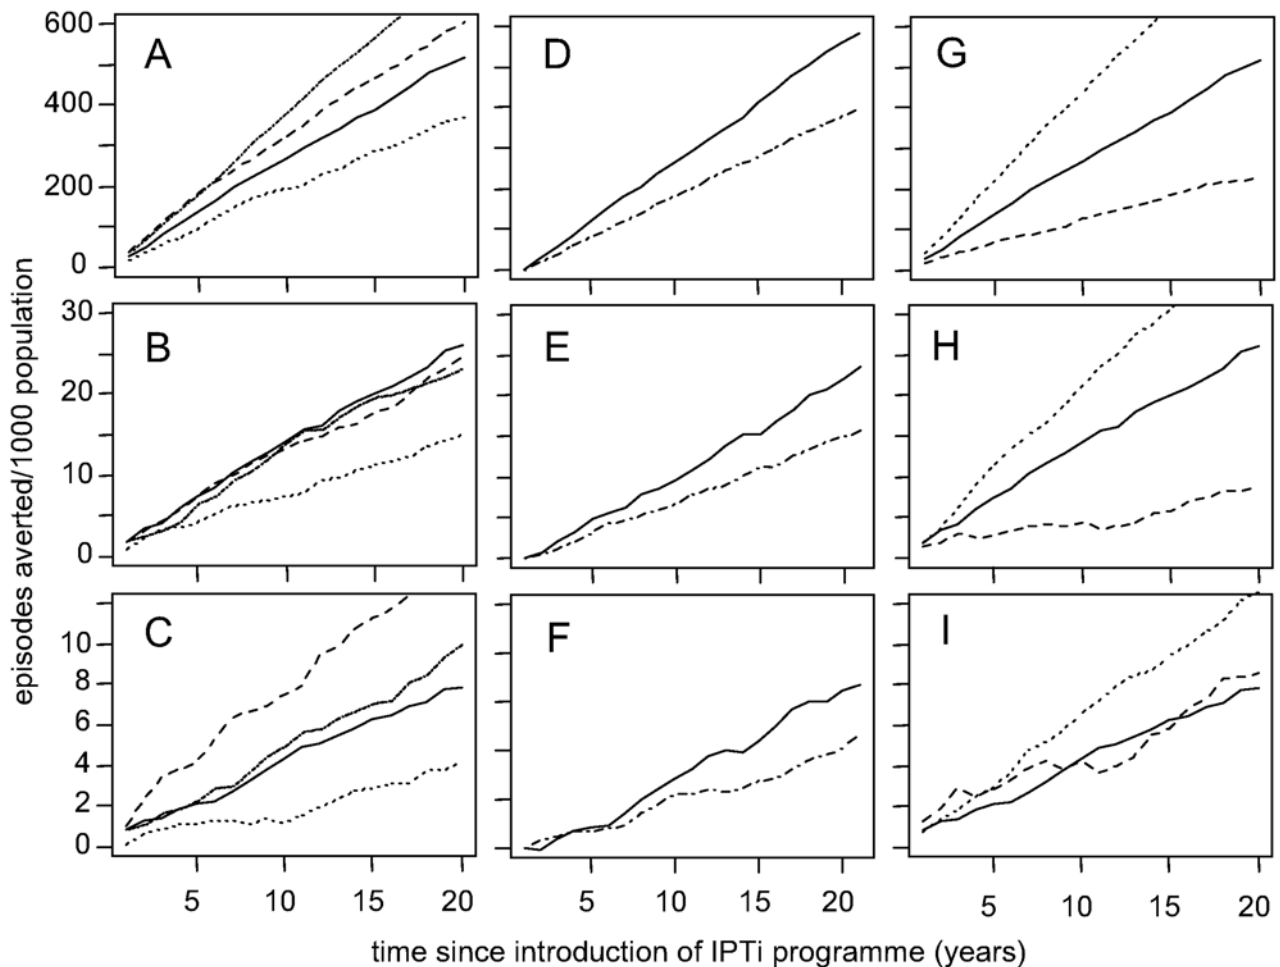 600
400
200
0
A
D
G
30
20
10
0
B
E
H
10
8
6
4
2
0
C
F
I
episodes averted/1000 population
5 10 15 20 5 10 15 20 5 10 15 20
time since introduction of IPTi programme (years)